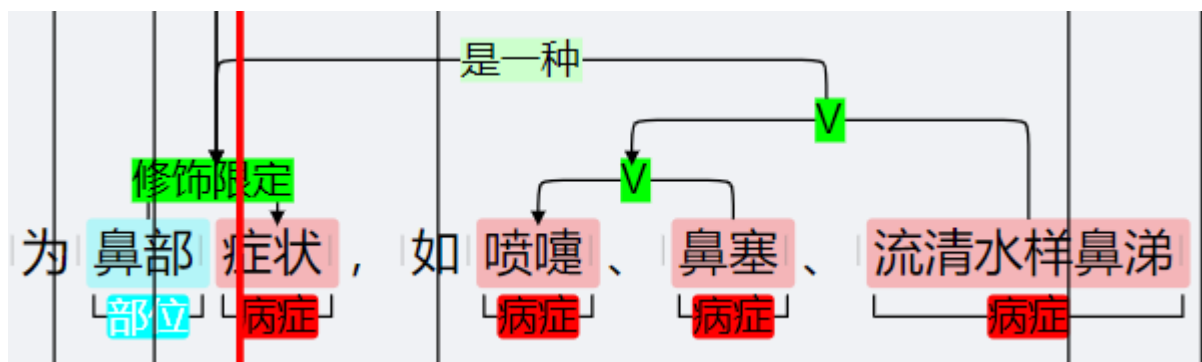 是一种
V
修饰限定 V
为 鼻部 症状 ， 如 喷嚏 、 鼻塞 、 流清水样鼻涕
部位 病症 病症 病症 病症